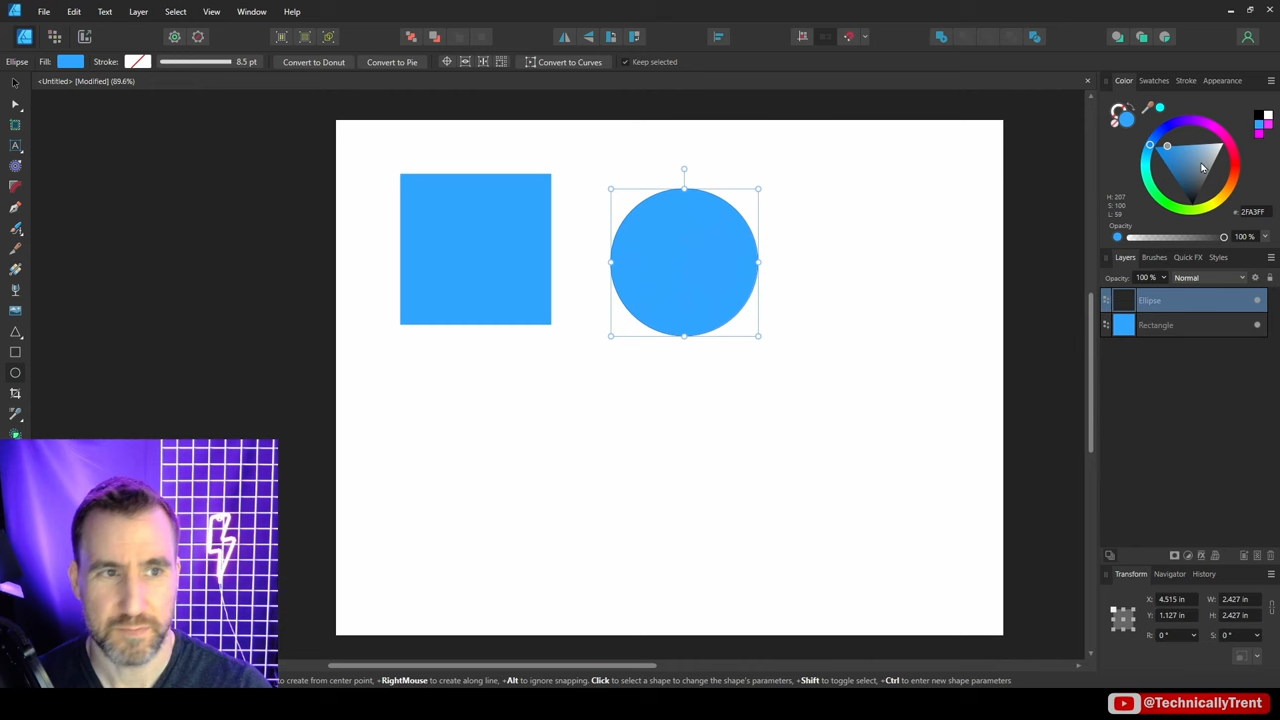 File Edit Text Layer Select View Window Help
Ellipse Fill: Stroke: 8.5 pt Convert to Donut Convert to Pie Convert to Curves Keep selected
<Untitled> [Modified] (89.6%)
Color Swatches Stroke Appearance
H: 207
S: 100
L: 59
#: 2FA3FF
Opacity
100 %
Layers Brushes Quick FX Styles
Opacity: 100 % Normal
Ellipse
Rectangle
Transform Navigator History
X: 4.515 in W: 2.427 in
Y: 1.127 in H: 2.427 in
R: 0 ° S: 0 °
to create from center point, +RightMouse to create along line, +Alt to ignore snapping. Click to select a shape to change the shape's parameters, +Shift to toggle select, +Ctrl to enter new shape parameters
@TechnicallyTrent